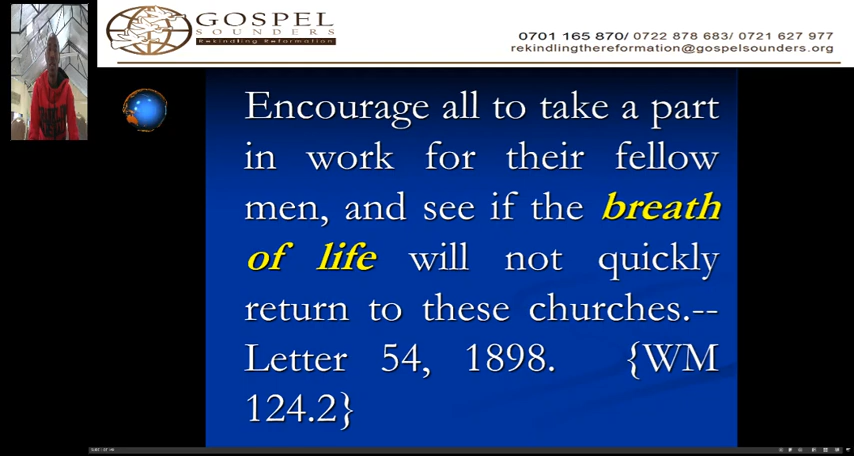 GOSPEL
SOUNDERS
Rekindling Reformation
0701 165 870/ 0722 878 683/ 0721 627 977
rekindlingthereformation@gospelsounders.org
Encourage all to take a part
in work for their fellow
men, and see if the breath
of life will not quickly
return to these churches.--
Letter 54, 1898. {WM
124.2}